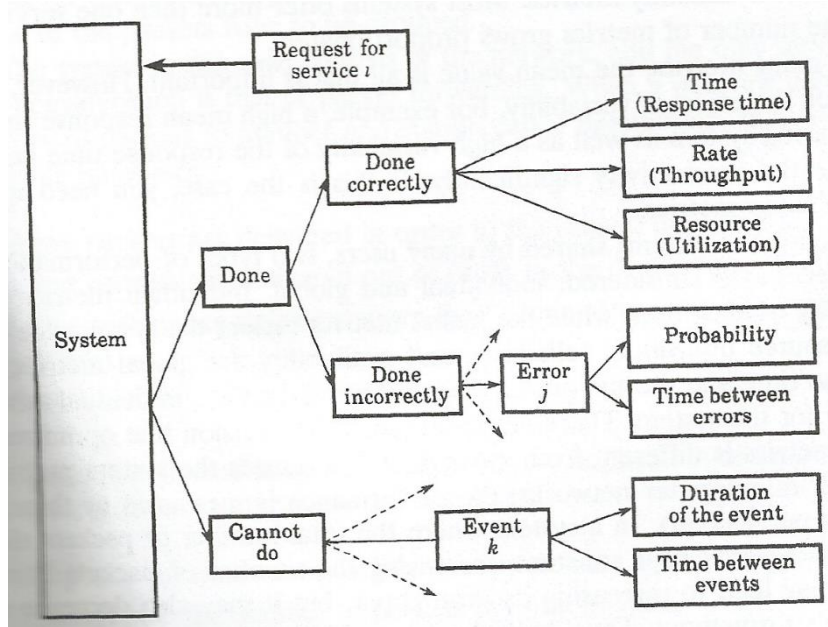 Request for
service i
Time
(Response time)
Done
correctly
Rate
(Throughput)
Resource
(Utilization)
Done
System
Done
incorrectly
Error
j
Probability
Time between
errors
Cannot
do
Event
k
Duration
of the event
Time between
events